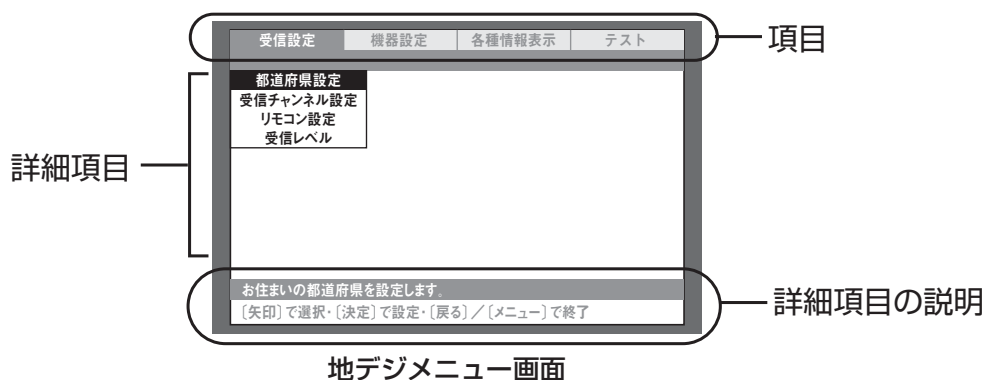 受信設定 機器設定 各種情報表示 テスト
項目
都道府県設定
受信チャンネル設定
リモコン設定
受信レベル
詳細項目
お住まいの都道府県を設定します。
〔矢印〕で選択・〔決定〕で設定・〔戻る〕／〔メニュー〕で終了
詳細項目の説明
地デジメニュー画面